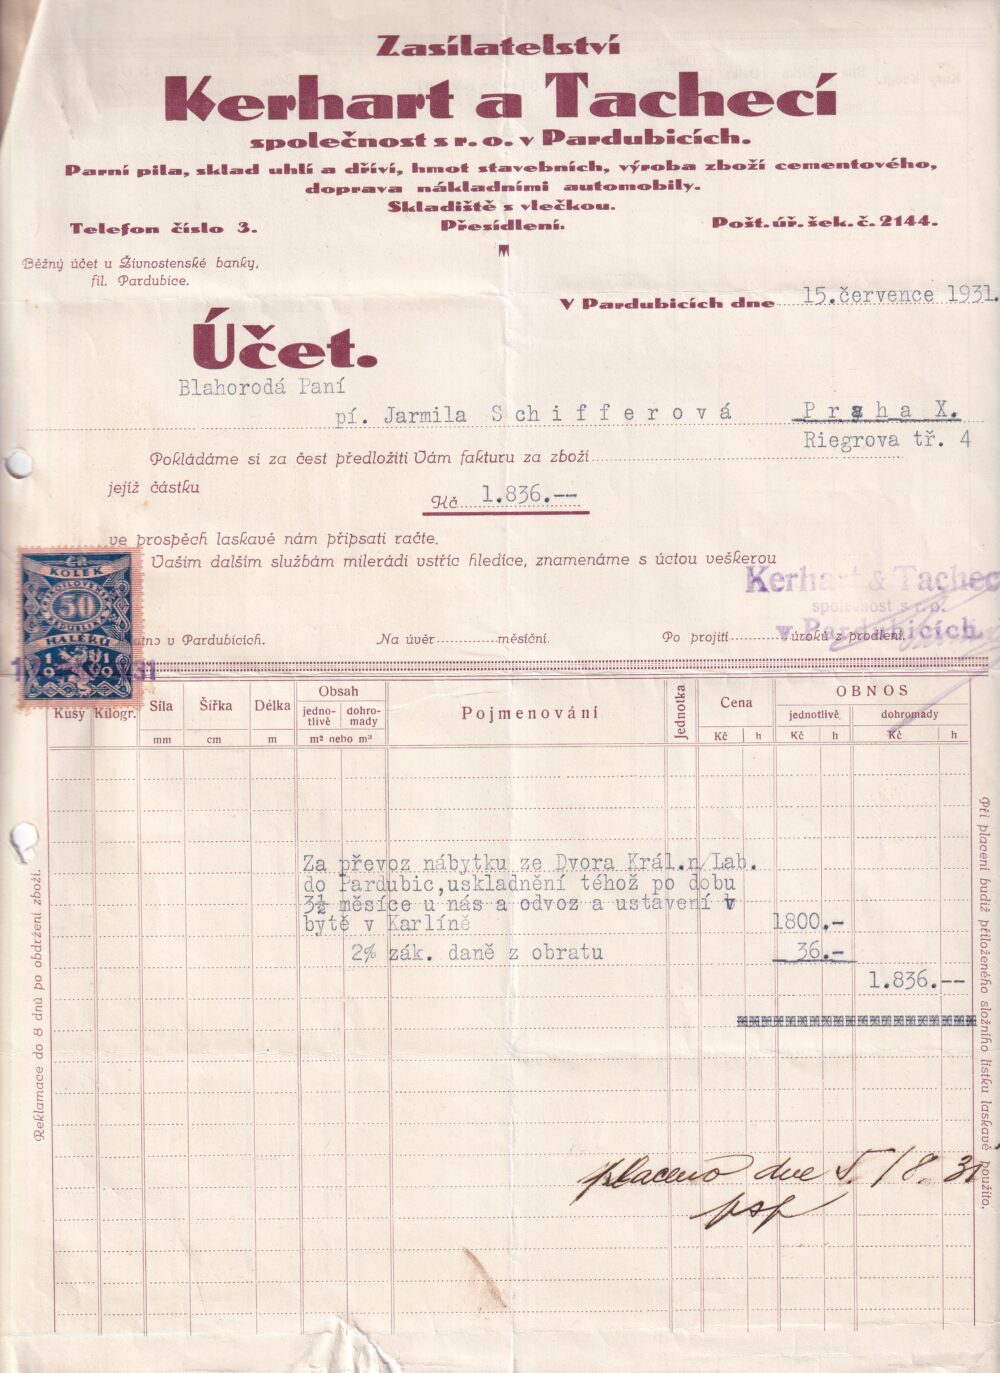 Zasílatelství
Kerhart a Tachecí
společnost s r. o. v Pardubicích.
Parní pila, sklad uhlí a dříví, hmot stavebních, výroba zboží cementového,
doprava nákladními automobily.
Skladiště s vlečkou.
Telefon číslo 3. Přesídlení. Pošt. úř. šek. č. 2144.
Běžný účet u Živnostenské banky,
fil. Pardubice.
V Pardubicích dne 15. července 1931.
Účet.
Blahorodá Paní
pí. Jarmila Schifferová Praha X.
Riegrova tř. 4
Pokládáme si za čest předložiti Vám fakturu za zboží
jejíž částku
Kč 1.836.--
ve prospěch laskavě nám připsati račte.
Vašim dalším službám milerádi vstříc hledíce, znamenáme s úctou veškerou
Kerhart & Tachecí
společnost s r. o.
v Pardubicích.
ČR
KOLEK
50
HALÉŘŮ
1919
v Pardubicích. Na úvěr měsíční. Po projití úroků z prodlení.
Kusy Kilogr. Síla Šířka Délka Obsah Pojmenování Jednotka Cena OBNOS
jedno-tlivě dohro-mady jednotlivě dohromady
mm cm m m² nebo m³ Kč h Kč h Kč h
Za převoz nábytku ze Dvora Král.n/Lab.
do Pardubic,uskladnění téhož po dobu
3½ měsíce u nás a odvoz a ustavení v
bytě v Karlíně 1800.-
2% zák. daně z obratu 36.-
1.836.--
placeno dne 5./8. 31
Reklamace do 8 dnů po obdržení zboží.
Při placení budiž přiloženého složního lístku laskavě použito.